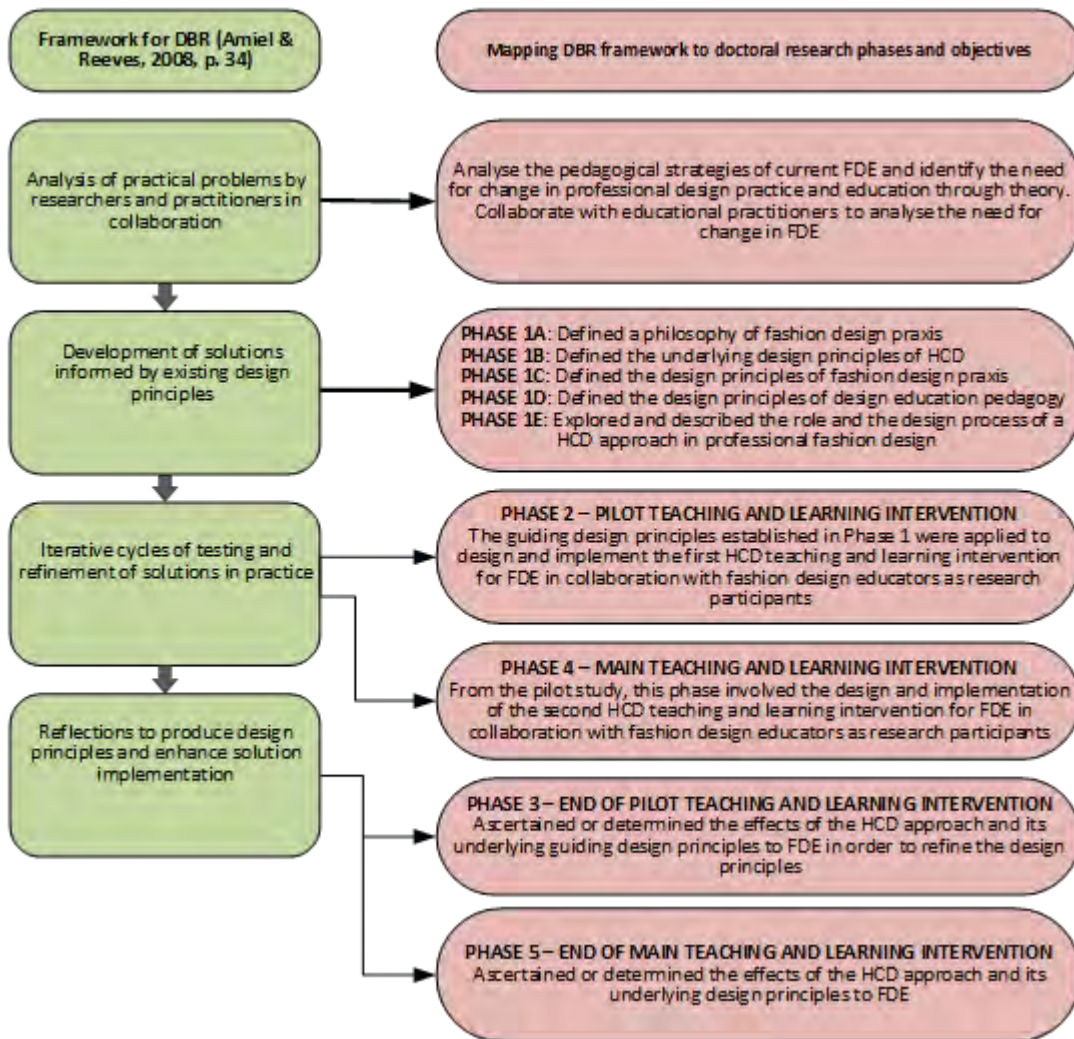 Framework for DBR (Amiel &
Reeves, 2008, p. 34)
Mapping DBR framework to doctoral research phases and objectives
Analysis of practical problems by
researchers and practitioners in
collaboration
Analyse the pedagogical strategies of current FDE and identify the need
for change in professional design practice and education through theory.
Collaborate with educational practitioners to analyse the need for
change in FDE
Development of solutions
informed by existing design
principles
PHASE 1A: Defined a philosophy of fashion design praxis
PHASE 1B: Defined the underlying design principles of HCD
PHASE 1C: Defined the design principles of fashion design praxis
PHASE 1D: Defined the design principles of design education pedagogy
PHASE 1E: Explored and described the role and the design process of a
HCD approach in professional fashion design
Iterative cycles of testing and
refinement of solutions in practice
PHASE 2 – PILOT TEACHING AND LEARNING INTERVENTION
The guiding design principles established in Phase 1 were applied to
design and implement the first HCD teaching and learning intervention
for FDE in collaboration with fashion design educators as research
participants
PHASE 4 – MAIN TEACHING AND LEARNING INTERVENTION
From the pilot study, this phase involved the design and implementation
of the second HCD teaching and learning intervention for FDE in
collaboration with fashion design educators as research participants
Reflections to produce design
principles and enhance solution
implementation
PHASE 3 – END OF PILOT TEACHING AND LEARNING INTERVENTION
Ascertained or determined the effects of the HCD approach and its
underlying guiding design principles to FDE in order to refine the design
principles
PHASE 5 – END OF MAIN TEACHING AND LEARNING INTERVENTION
Ascertained or determined the effects of the HCD approach and its
underlying design principles to FDE